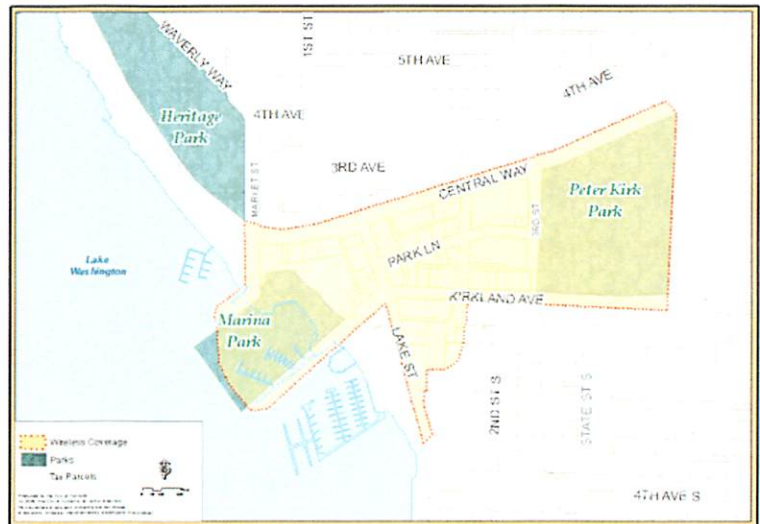 WAVERLY WAY
1ST ST
5TH AVE
4TH AVE
Heritage
Park
4TH AVE
3RD AVE
MARKET ST
CENTRAL WAY
Peter Kirk
Park
3RD ST
PARK LN
Lake
Washington
KIRKLAND AVE
Marina
Park
LAKE ST
2ND ST S
STATE ST S
Wireless Coverage
Parks
Tax Parcels
47TH AVE S